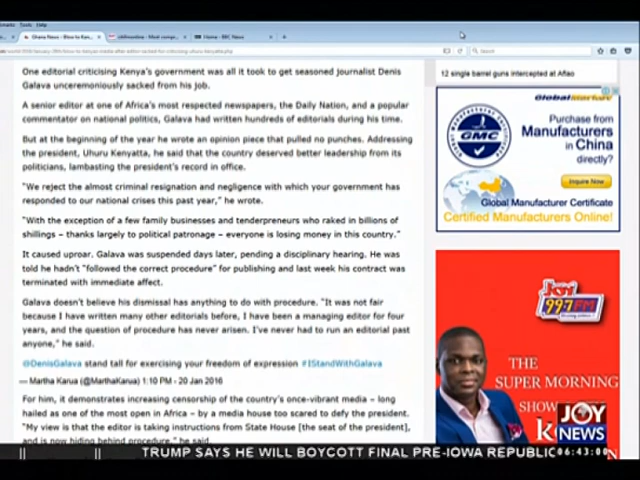 Tools Help
Ghana News - Blow to Ken...
Home - BBC News
Search
One editorial criticising Kenya's government was all it took to get seasoned journalist Denis
Galava unceremoniously sacked from his job.
A senior editor at one of Africa's most respected newspapers, the Daily Nation, and a popular
commentator on national politics, Galava had written hundreds of editorials during his time.
But at the beginning of the year he wrote an opinion piece that pulled no punches. Addressing
the president, Uhuru Kenyatta, he said that the country deserved better leadership from its
politicians, lambasting the president's record in office.
"We reject the almost criminal resignation and negligence with which your government has
responded to our national crises this past year," he wrote.
"With the exception of a few family businesses and tenderpreneurs who raked in billions of
shillings – thanks largely to political patronage – everyone is losing money in this country."
It caused uproar. Galava was suspended days later, pending a disciplinary hearing. He was
told he hadn't "followed the correct procedure" for publishing and last week his contract was
terminated with immediate affect.
Galava doesn't believe his dismissal has anything to do with procedure. "It was not fair
because I have written many other editorials before, I have been a managing editor for four
years, and the question of procedure has never arisen. I've never had to run an editorial past
anyone," he said.
@DenisGalava stand tall for exercising your freedom of expression #IStandWithGalava
— Martha Karua (@MarthaKarua) 1:10 PM - 20 Jan 2016
For him, it demonstrates increasing censorship of the country's once-vibrant media – long
hailed as one of the most open in Africa – by a media house too scared to defy the president.
"My view is that the editor is taking instructions from State House [the seat of the president],
and is now hiding behind procedure," he said.
12 single barrel guns intercepted at Aflao
Globalmarket
GMC
Purchase from
Manufacturers
in China
directly?
Inquire Now
Global Manufacturer Certificate
Certified Manufacturers Online!
JOY
99.7FM
THE
SUPER MORNING
SHOW
JOY
NEWS
06:43:00
TRUMP SAYS HE WILL BOYCOTT FINAL PRE-IOWA REPUBLIC